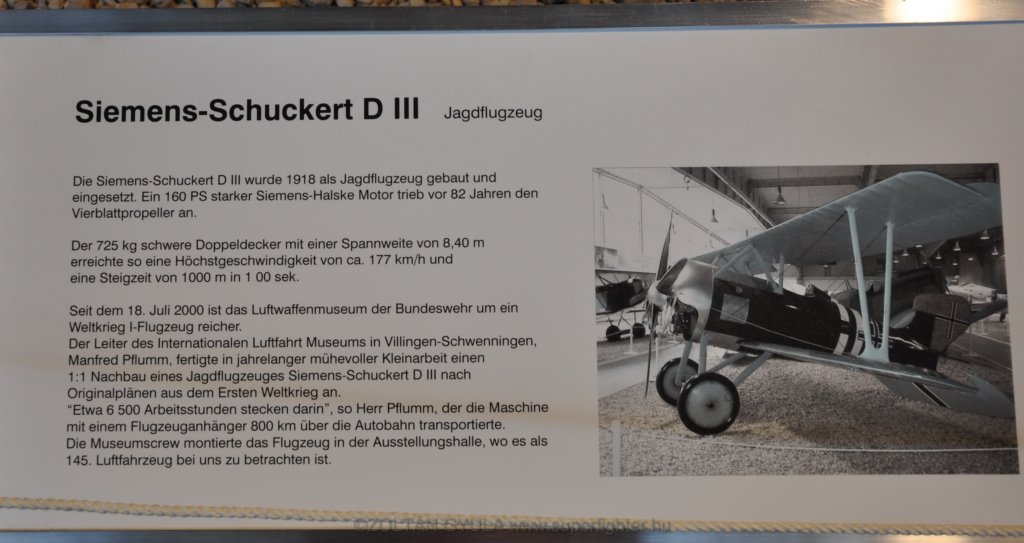 Siemens-Schuckert D III Jagdflugzeug
Die Siemens-Schuckert D III wurde 1918 als Jagdflugzeug gebaut und
eingesetzt. Ein 160 PS starker Siemens-Halske Motor trieb vor 82 Jahren den
Vierblattpropeller an.
Der 725 kg schwere Doppeldecker mit einer Spannweite von 8,40 m
erreichte so eine Höchstgeschwindigkeit von ca. 177 km/h und
eine Steigzeit von 1000 m in 1 00 sek.
Seit dem 18. Juli 2000 ist das Luftwaffenmuseum der Bundeswehr um ein
Weltkrieg I-Flugzeug reicher.
Der Leiter des Internationalen Luftfahrt Museums in Villingen-Schwenningen,
Manfred Pflumm, fertigte in jahrelanger mühevoller Kleinarbeit einen
1:1 Nachbau eines Jagdflugzeuges Siemens-Schuckert D III nach
Originalplänen aus dem Ersten Weltkrieg an.
"Etwa 6 500 Arbeitsstunden stecken darin", so Herr Pflumm, der die Maschine
mit einem Flugzeuganhänger 800 km über die Autobahn transportierte.
Die Museumscrew montierte das Flugzeug in der Ausstellungshalle, wo es als
145. Luftfahrzeug bei uns zu betrachten ist.
©ZOLTÁN GYULA www.superfighter.hu